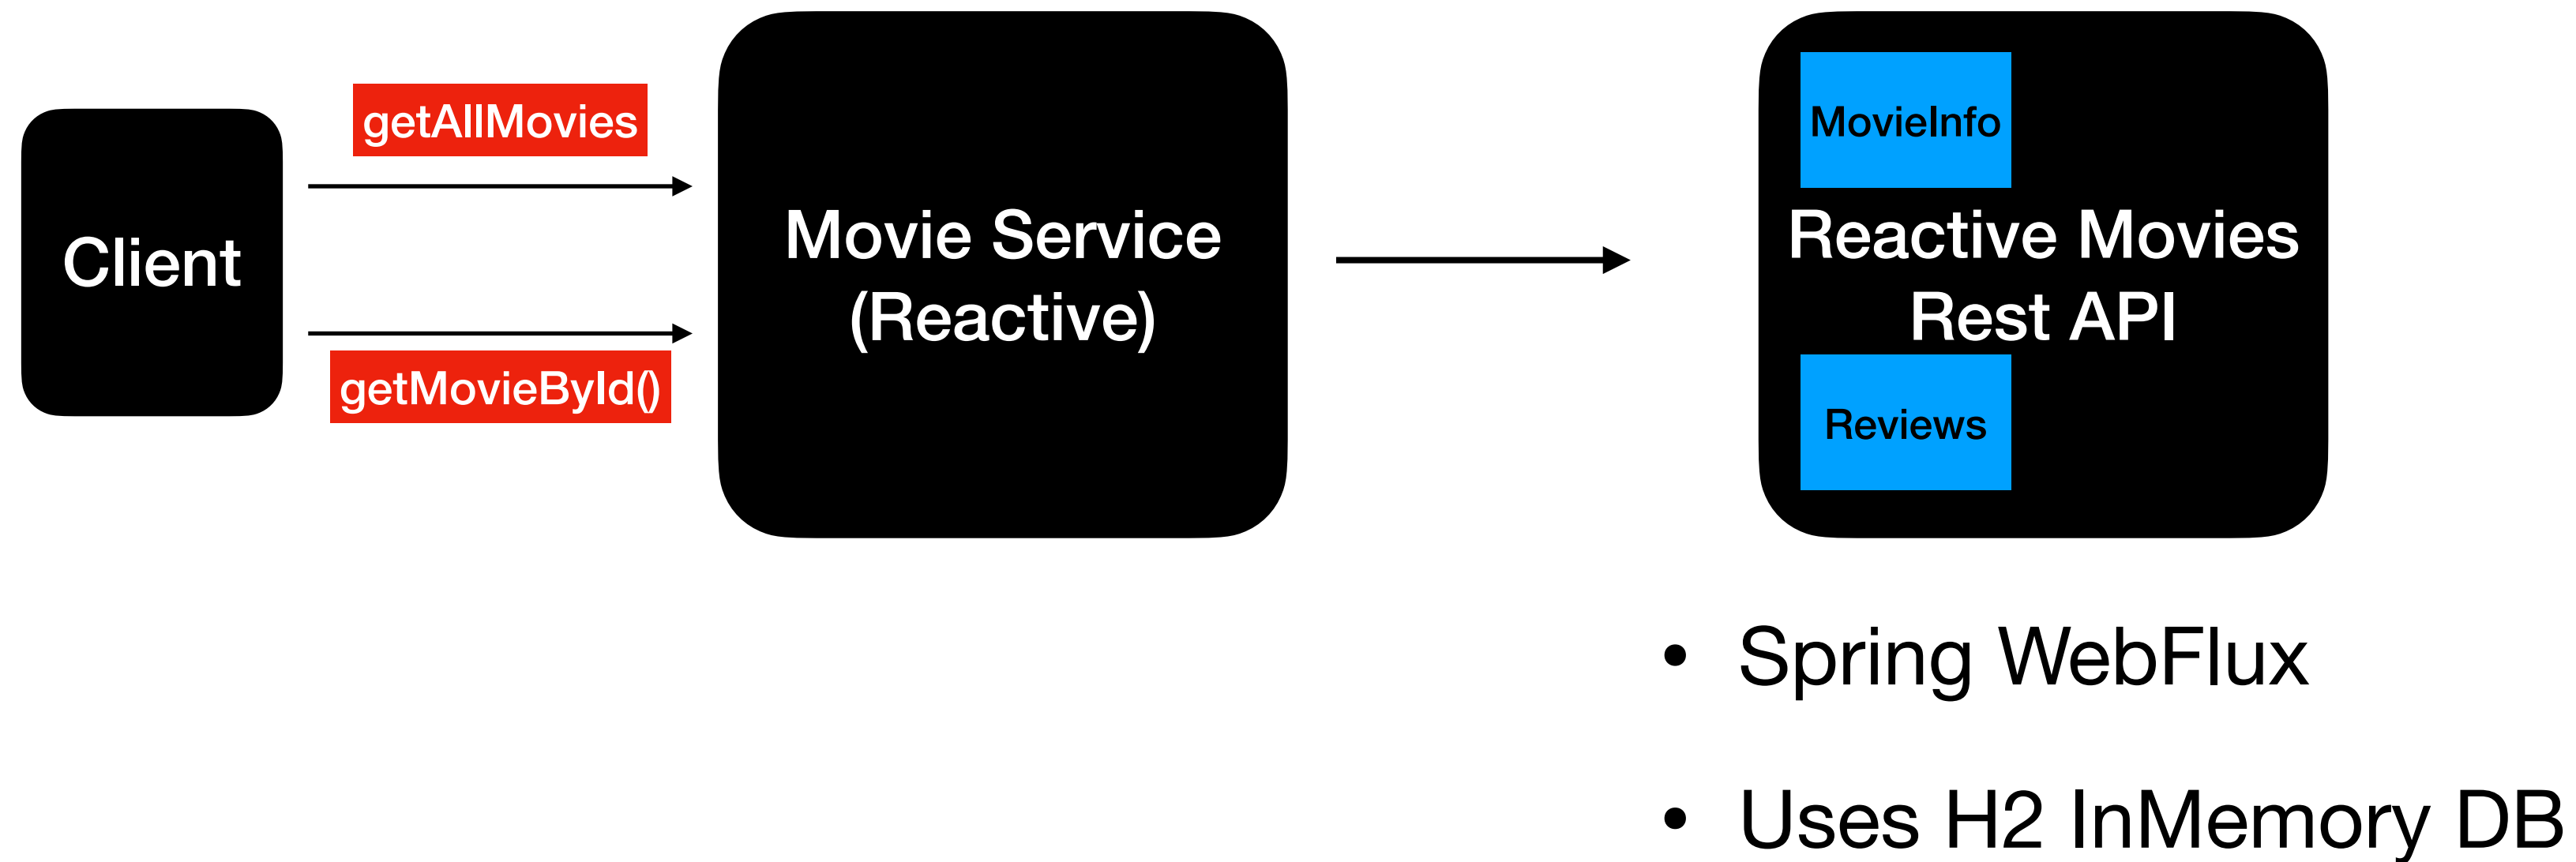 Client
getAllMovies
getMovieById()
Movie Service
(Reactive)
MovieInfo
Reactive Movies
Rest API
Reviews
• Spring WebFlux
• Uses H2 InMemory DB